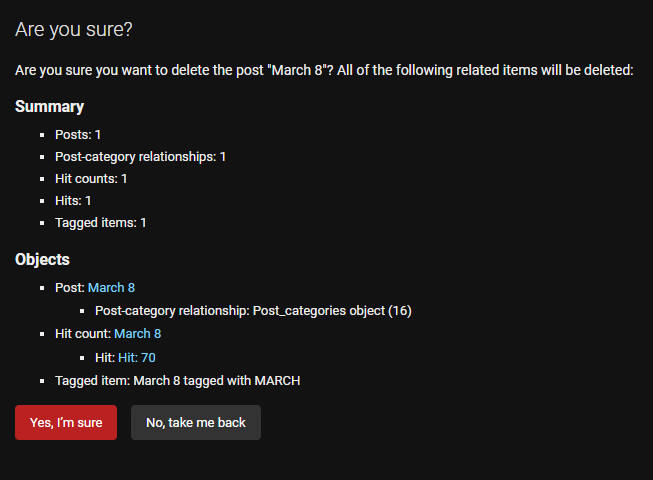 Are you sure?
Are you sure you want to delete the post "March 8"? All of the following related items will be deleted:
Summary
Posts: 1
Post-category relationships: 1
Hit counts: 1
Hits: 1
Tagged items: 1
Objects
Post: March 8
Post-category relationship: Post_categories object (16)
Hit count: March 8
Hit: Hit: 70
Tagged item: March 8 tagged with MARCH
Yes, I’m sure No, take me back